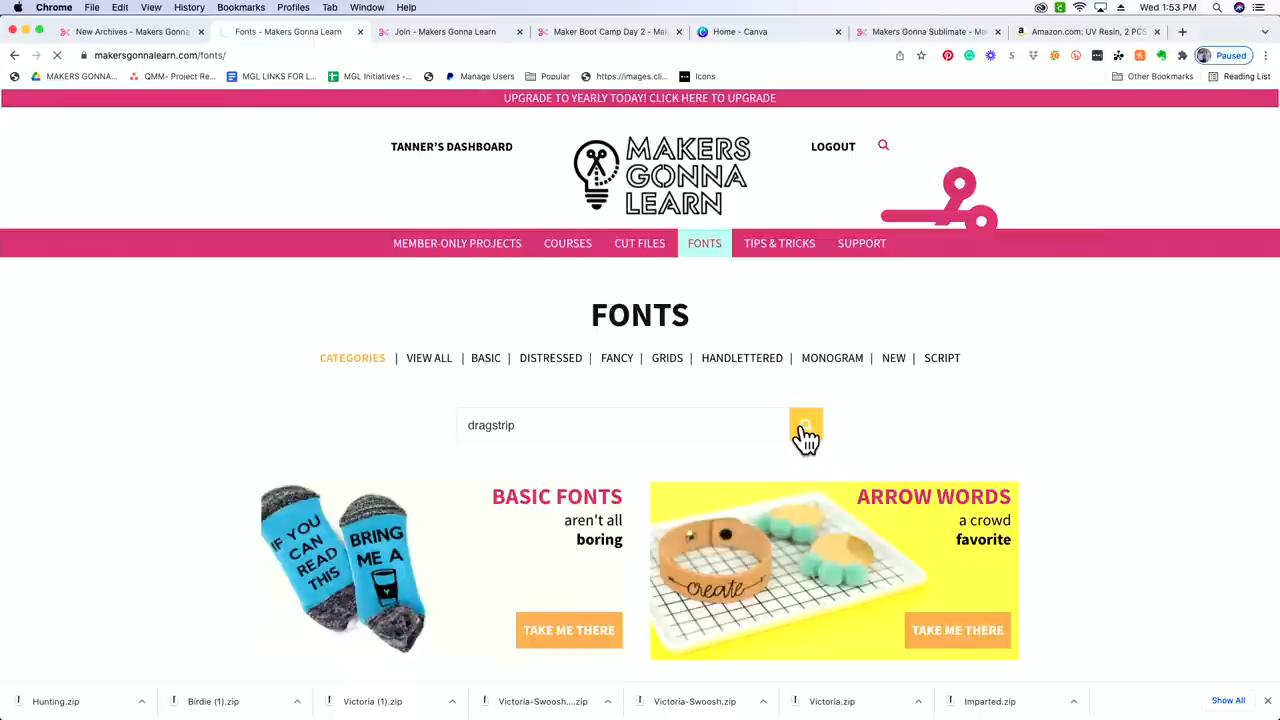 Chrome File Edit View History Bookmarks Profiles Tab Window Help Wed 1:53 PM
New Archives - Makers Gonna Fonts - Makers Gonna Learn Join - Makers Gonna Learn Maker Boot Camp Day 2 - Mak Home - Canva Makers Gonna Sublimate - Ma Amazon.com: UV Resin, 2 PCS
makersgonnalearn.com/fonts/ Paused
MAKERS GONNA... QMM- Project Re... MGL LINKS FOR L... MGL Initiatives -... Manage Users Popular https://images.cli... Icons Other Bookmarks Reading List
UPGRADE TO YEARLY TODAY! CLICK HERE TO UPGRADE
TANNER'S DASHBOARD
MAKERS
GONNA
LEARN
LOGOUT
MEMBER-ONLY PROJECTS COURSES CUT FILES FONTS TIPS & TRICKS SUPPORT
FONTS
CATEGORIES | VIEW ALL | BASIC | DISTRESSED | FANCY | GRIDS | HANDLETTERED | MONOGRAM | NEW | SCRIPT
dragstrip
BASIC FONTS
aren't all
boring
IF YOU
CAN
READ
THIS
BRING
ME A
TAKE ME THERE
ARROW WORDS
a crowd
favorite
create
TAKE ME THERE
Hunting.zip Birdie (1).zip Victoria (1).zip Victoria-Swoosh....zip Victoria-Swoosh.zip Victoria.zip Imparted.zip Show All